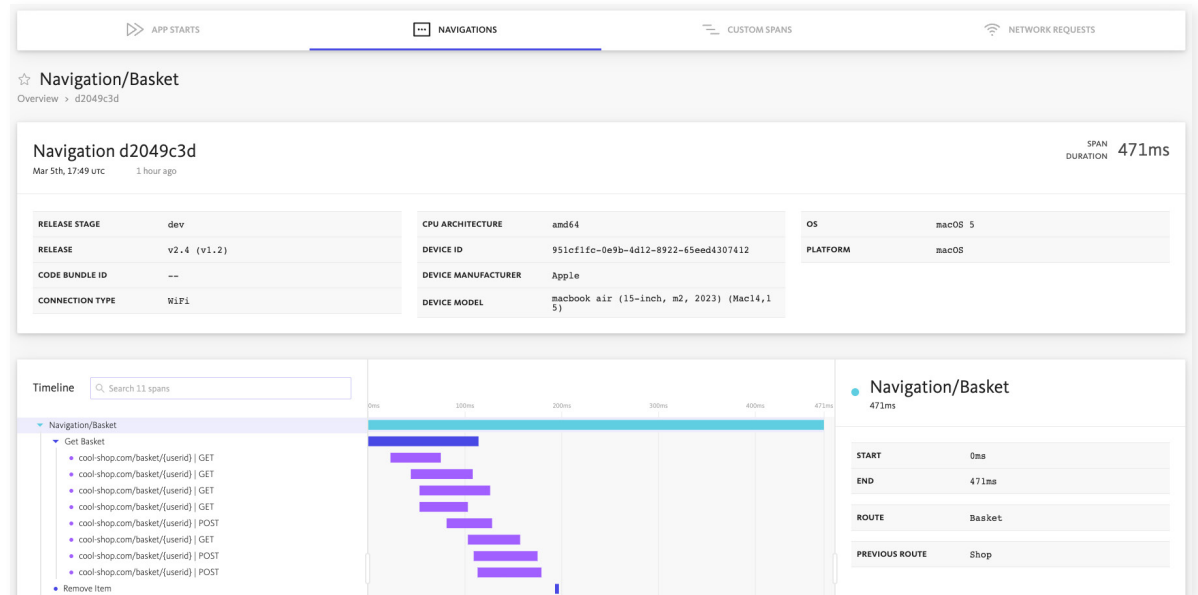 APP STARTS
NAVIGATIONS
CUSTOM SPANS
NETWORK REQUESTS
Navigation/Basket
Overview > d2049c3d
Navigation d2049c3d
Mar 5th, 17:49 UTC 1 hour ago
SPAN
DURATION
471ms
RELEASE STAGE dev
RELEASE v2.4 (v1.2)
CODE BUNDLE ID --
CONNECTION TYPE WiFi
CPU ARCHITECTURE amd64
DEVICE ID 951cf1fc-0e9b-4d12-8922-65eed4307412
DEVICE MANUFACTURER Apple
DEVICE MODEL macbook air (15-inch, m2, 2023) (Mac14,1
5)
OS macOS 5
PLATFORM macOS
Timeline Search 11 spans
0ms 100ms 200ms 300ms 400ms 471ms
Navigation/Basket
Get Basket
cool-shop.com/basket/{userid} | GET
cool-shop.com/basket/{userid} | GET
cool-shop.com/basket/{userid} | GET
cool-shop.com/basket/{userid} | GET
cool-shop.com/basket/{userid} | POST
cool-shop.com/basket/{userid} | GET
cool-shop.com/basket/{userid} | POST
cool-shop.com/basket/{userid} | POST
Remove Item
Navigation/Basket
471ms
START 0ms
END 471ms
ROUTE Basket
PREVIOUS ROUTE Shop